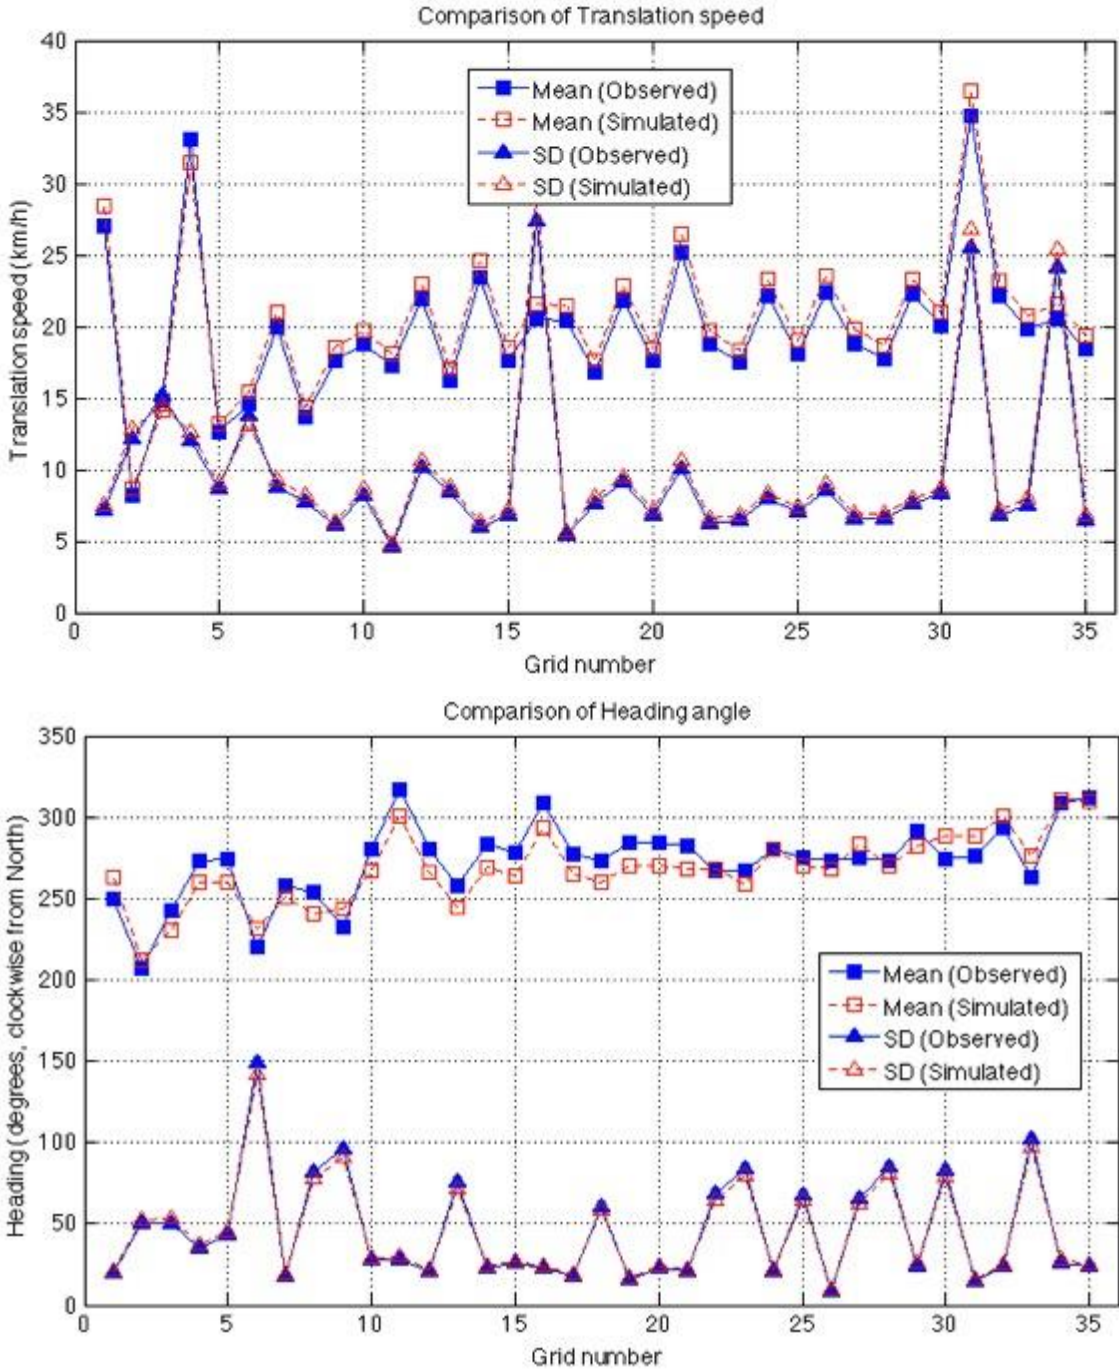 Comparison of Translation speed
40
35
30
25
20
15
10
5
0
Translation speed (km/h)
Mean (Observed)
Mean (Simulated)
SD (Observed)
SD (Simulated)
0 5 10 15 20 25 30 35
Grid number
Comparison of Heading angle
350
300
250
200
150
100
50
0
Heading (degrees, clockwise from North)
Mean (Observed)
Mean (Simulated)
SD (Observed)
SD (Simulated)
0 5 10 15 20 25 30 35
Grid number